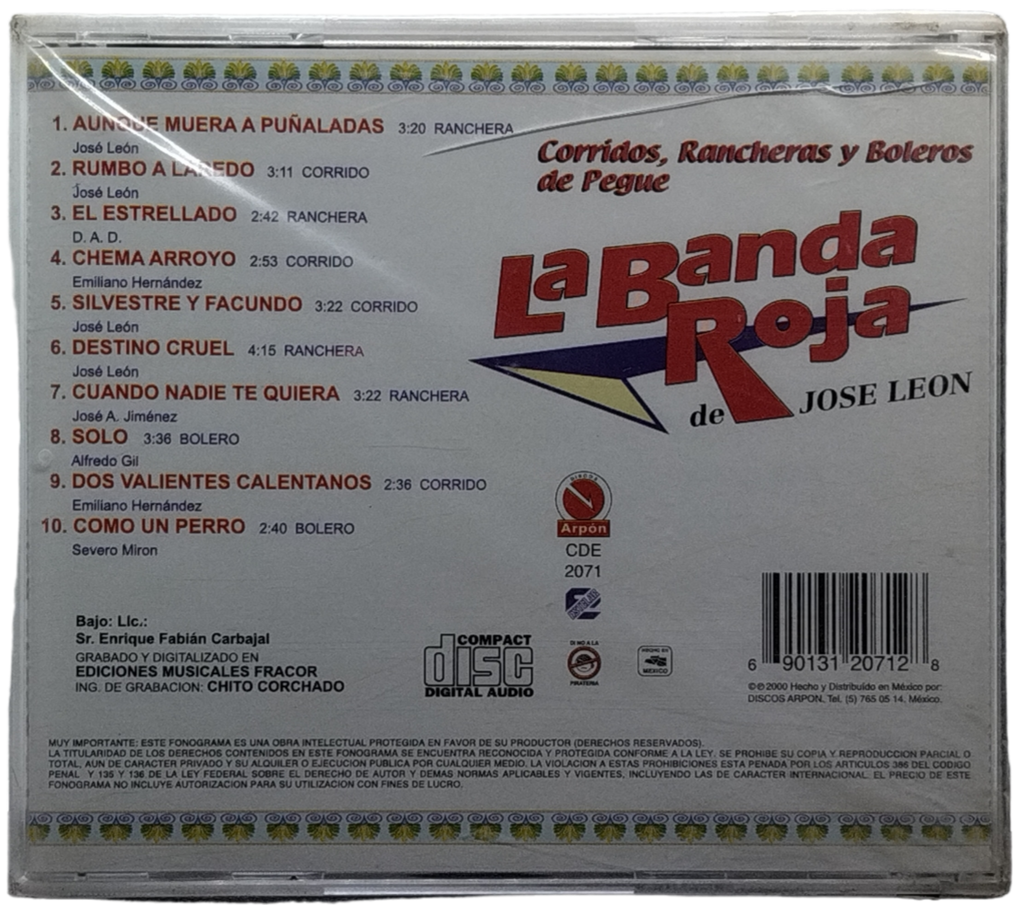 1. AUNQUE MUERA A PUÑALADAS 3:20 RANCHERA
José León
2. RUMBO A LAREDO 3:11 CORRIDO
José León
3. EL ESTRELLADO 2:42 RANCHERA
D. A. D.
4. CHEMA ARROYO 2:53 CORRIDO
Emiliano Hernández
5. SILVESTRE Y FACUNDO 3:22 CORRIDO
José León
6. DESTINO CRUEL 4:15 RANCHERA
José León
7. CUANDO NADIE TE QUIERA 3:22 RANCHERA
José A. Jiménez
8. SOLO 3:36 BOLERO
Alfredo Gil
9. DOS VALIENTES CALENTANOS 2:36 CORRIDO
Emiliano Hernández
10. COMO UN PERRO 2:40 BOLERO
Severo Miron
Corridos, Rancheras y Boleros
de Pegue
La Banda
Roja
de JOSE LEON
DISCOS
Arpón
CDE
2071
Bajo: Llc.:
Sr. Enrique Fabián Carbajal
GRABADO Y DIGITALIZADO EN
EDICIONES MUSICALES FRACOR
ING. DE GRABACION: CHITO CORCHADO
COMPACT
disc
DIGITAL AUDIO
DI NO A LA
PIRATERIA
HECHO EN
MEXICO
6 90131 20712 8
©℗2000 Hecho y Distribuído en México por:
DISCOS ARPON. Tel. (5) 765 05 14. México.
MUY IMPORTANTE: ESTE FONOGRAMA ES UNA OBRA INTELECTUAL PROTEGIDA EN FAVOR DE SU PRODUCTOR (DERECHOS RESERVADOS).
LA TITULARIDAD DE LOS DERECHOS CONTENIDOS EN ESTE FONOGRAMA SE ENCUENTRA RECONOCIDA Y PROTEGIDA CONFORME A LA LEY. SE PROHIBE SU COPIA Y REPRODUCCION PARCIAL O
TOTAL, AUN DE CARACTER PRIVADO Y SU ALQUILER O EJECUCION PUBLICA POR CUALQUIER MEDIO. LA VIOLACION A ESTAS PROHIBICIONES ESTA PENADA POR LOS ARTICULOS 386 DEL CODIGO
PENAL Y 135 Y 136 DE LA LEY FEDERAL SOBRE EL DERECHO DE AUTOR Y DEMAS NORMAS APLICABLES Y VIGENTES, INCLUYENDO LAS DE CARACTER INTERNACIONAL. EL PRECIO DE ESTE
FONOGRAMA NO INCLUYE AUTORIZACION PARA SU UTILIZACION CON FINES DE LUCRO.